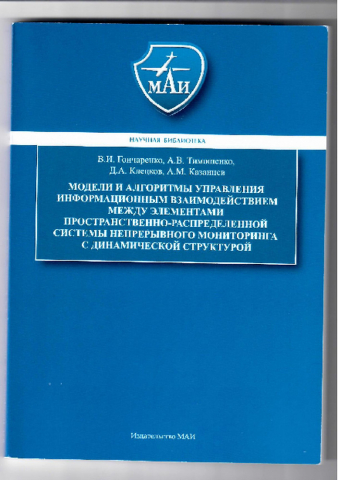 МАИ
НАУЧНАЯ БИБЛИОТЕКА
В.И. Гончаренко, А.В. Тимошенко,
Д.А. Клецков, А.М. Казанцев
МОДЕЛИ И АЛГОРИТМЫ УПРАВЛЕНИЯ
ИНФОРМАЦИОННЫМ ВЗАИМОДЕЙСТВИЕМ
МЕЖДУ ЭЛЕМЕНТАМИ
ПРОСТРАНСТВЕННО-РАСПРЕДЕЛЕННОЙ
СИСТЕМЫ НЕПРЕРЫВНОГО МОНИТОРИНГА
С ДИНАМИЧЕСКОЙ СТРУКТУРОЙ
Издательство МАИ